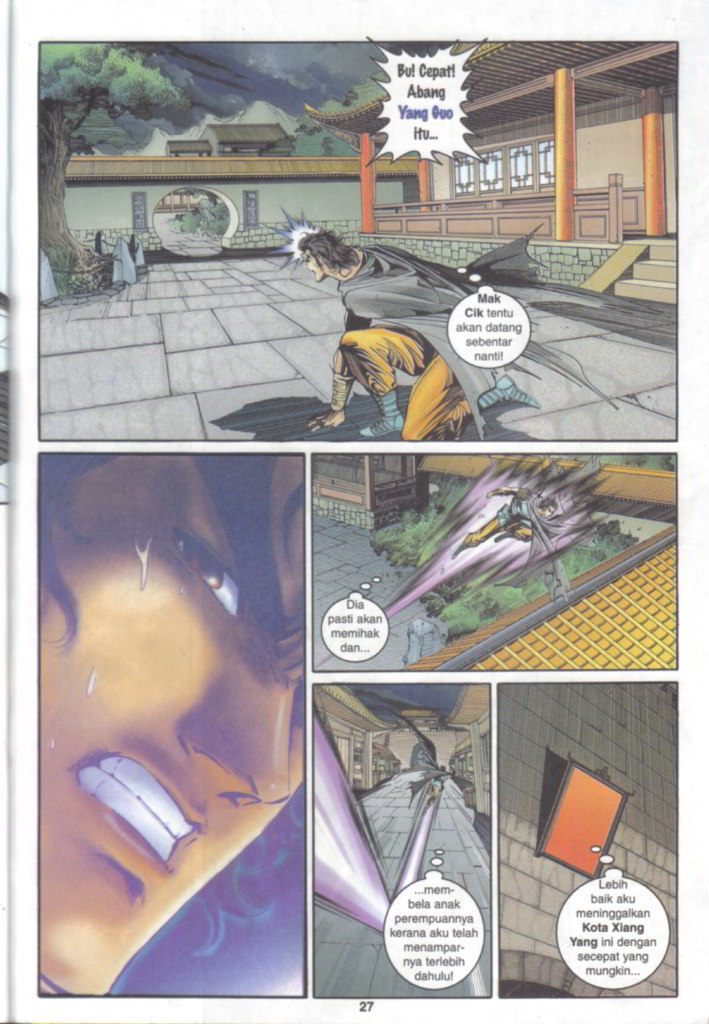 Bu! Cepat!
Abang
Yang Guo
itu...
Mak
Cik tentu
akan datang
sebentar
nanti!
Dia
pasti akan
memihak
dan...
...mem-
bela anak
perempuannya
kerana aku telah
menampar-
nya terlebih
dahulu!
Lebih
baik aku
meninggalkan
Kota Xiang
Yang ini dengan
secepat yang
mungkin...
27